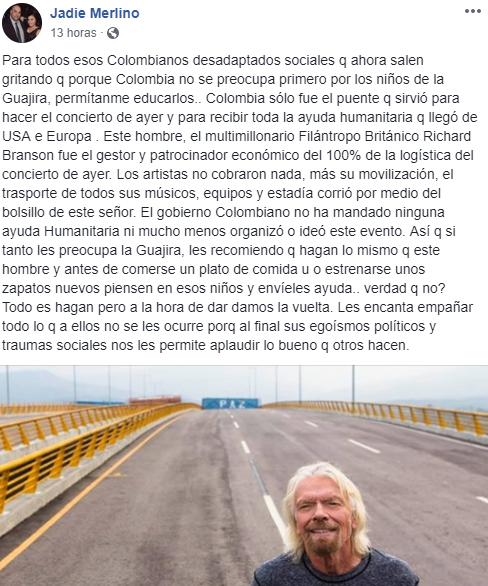 Jadie Merlino
13 horas ·
Para todos esos Colombianos desadaptados sociales q ahora salen
gritando q porque Colombia no se preocupa primero por los niños de la
Guajira, permítanme educarlos.. Colombia sólo fue el puente q sirvió para
hacer el concierto de ayer y para recibir toda la ayuda humanitaria q llegó de
USA e Europa . Este hombre, el multimillonario Filántropo Británico Richard
Branson fue el gestor y patrocinador económico del 100% de la logística del
concierto de ayer. Los artistas no cobraron nada, más su movilización, el
trasporte de todos sus músicos, equipos y estadía corrió por medio del
bolsillo de este señor. El gobierno Colombiano no ha mandado ninguna
ayuda Humanitaria ni mucho menos organizó o ideó este evento. Así q si
tanto les preocupa la Guajira, les recomiendo q hagan lo mismo q este
hombre y antes de comerse un plato de comida u o estrenarse unos
zapatos nuevos piensen en esos niños y envíeles ayuda.. verdad q no?
Todo es hagan pero a la hora de dar damos la vuelta. Les encanta empañar
todo lo q a ellos no se les ocurre porq al final sus egoísmos políticos y
traumas sociales nos les permite aplaudir lo bueno q otros hacen.
PAZ